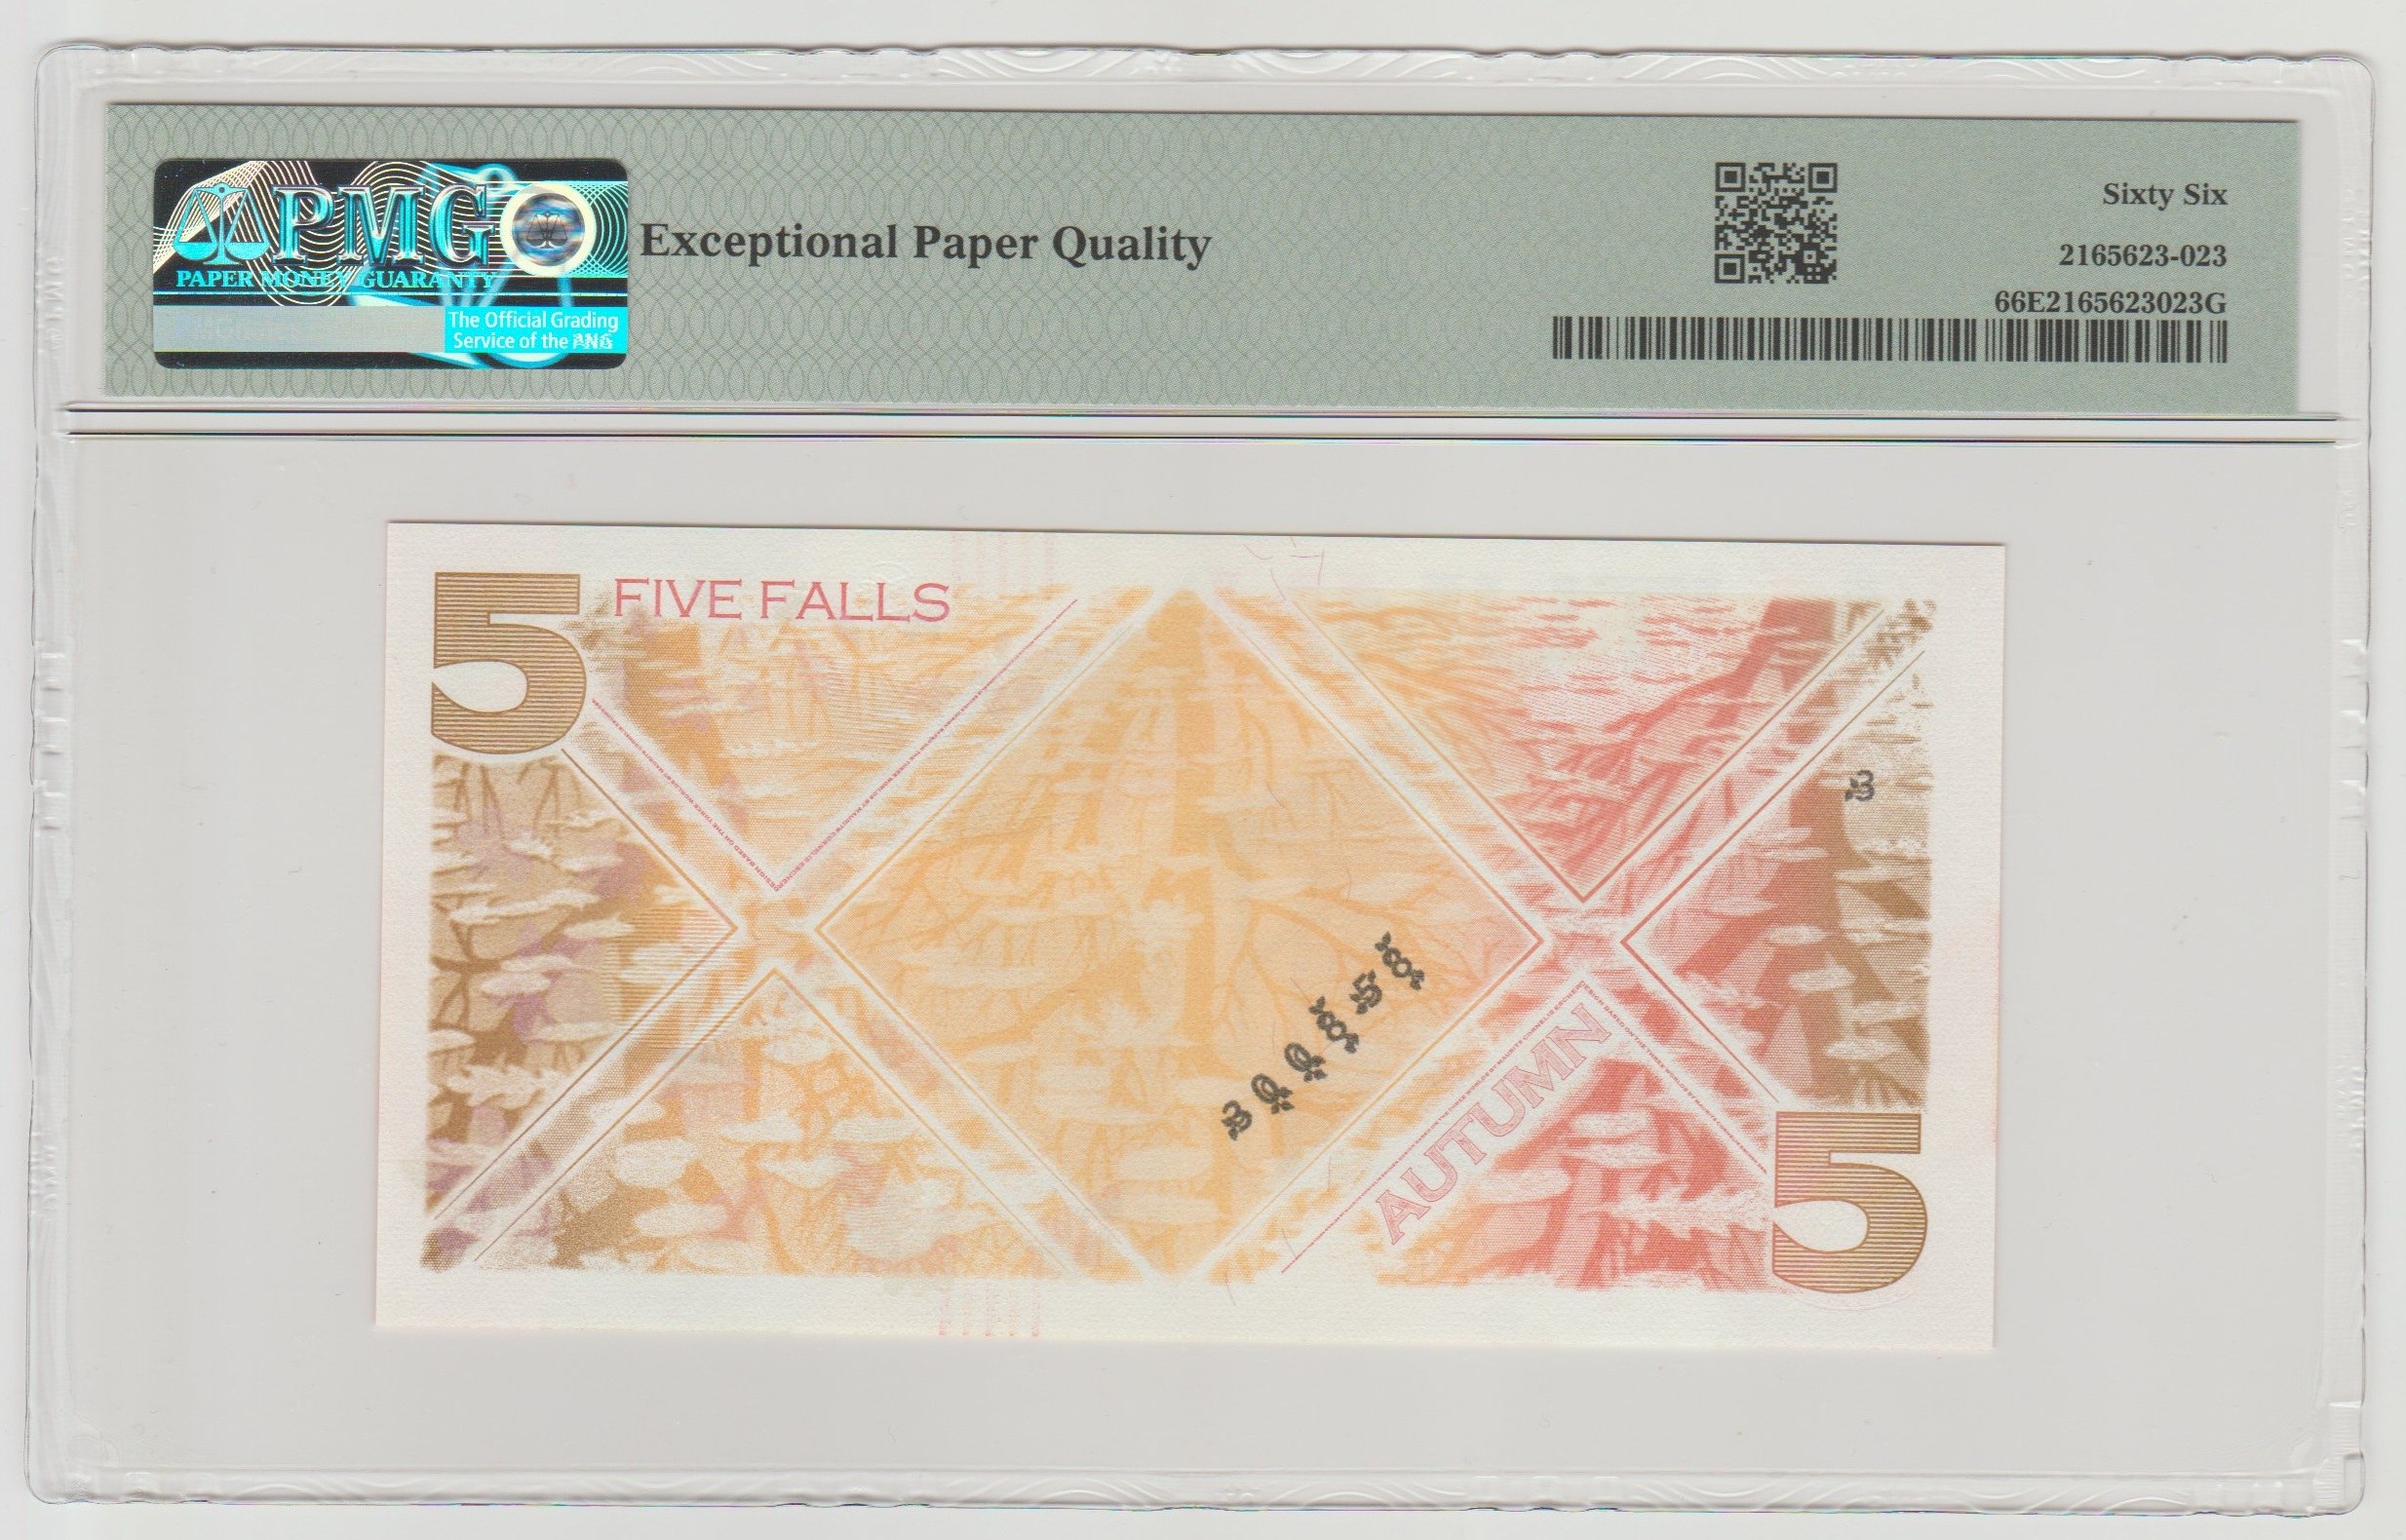 PMG
PAPER MONEY GUARANTY
The Official Grading
Service of the
Exceptional Paper Quality
Sixty Six
2165623-023
66E2165623023G
5
FIVE FALLS
3
AUTUMN
5